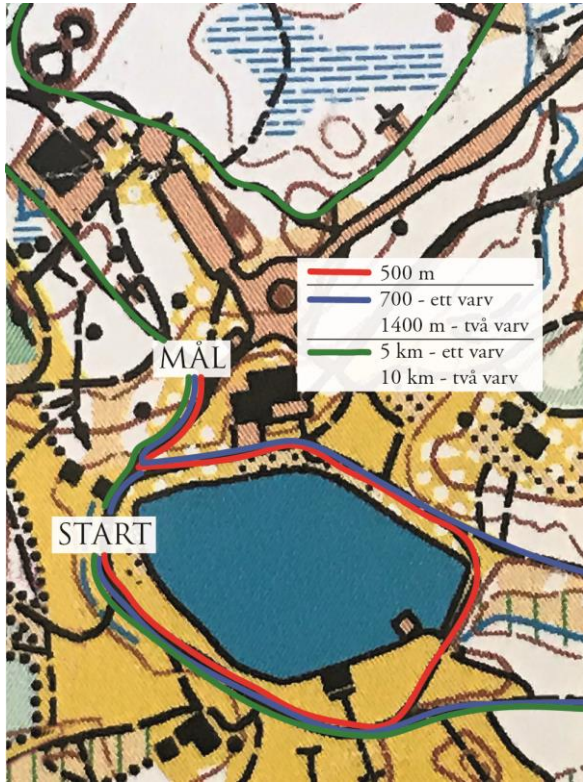 500 m
700 - ett varv
1400 m - två varv
5 km - ett varv
10 km - två varv
MÅL
START